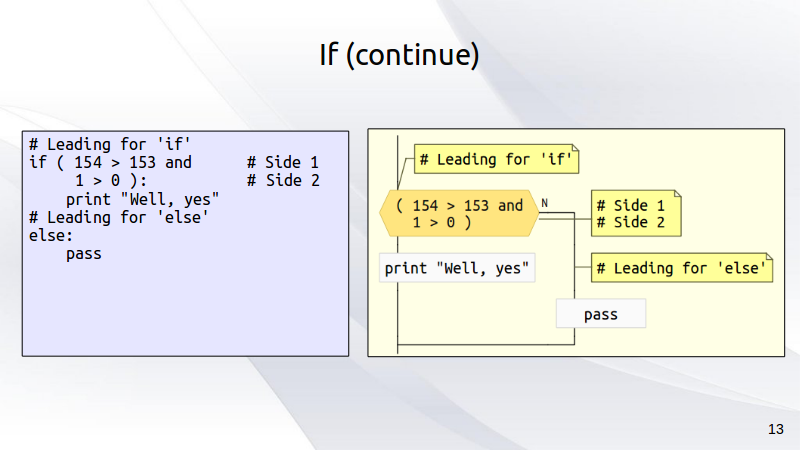 If (continue)
# Leading for 'if'
if ( 154 > 153 and      # Side 1
     1 > 0 ):           # Side 2
    print "Well, yes"
# Leading for 'else'
else:
    pass
# Leading for 'if'
( 154 > 153 and
  1 > 0 )
N
# Side 1
# Side 2
print "Well, yes"
# Leading for 'else'
pass
13